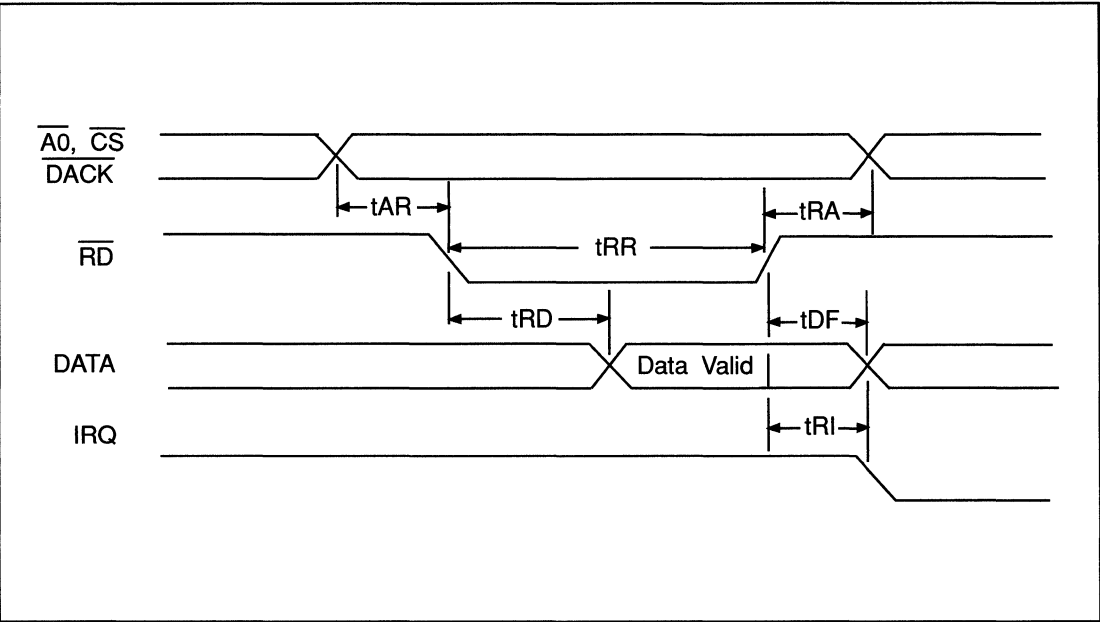 A0, CS
DACK
tAR
tRA
RD
tRR
tRD
tDF
DATA
Data Valid
IRQ
tRI